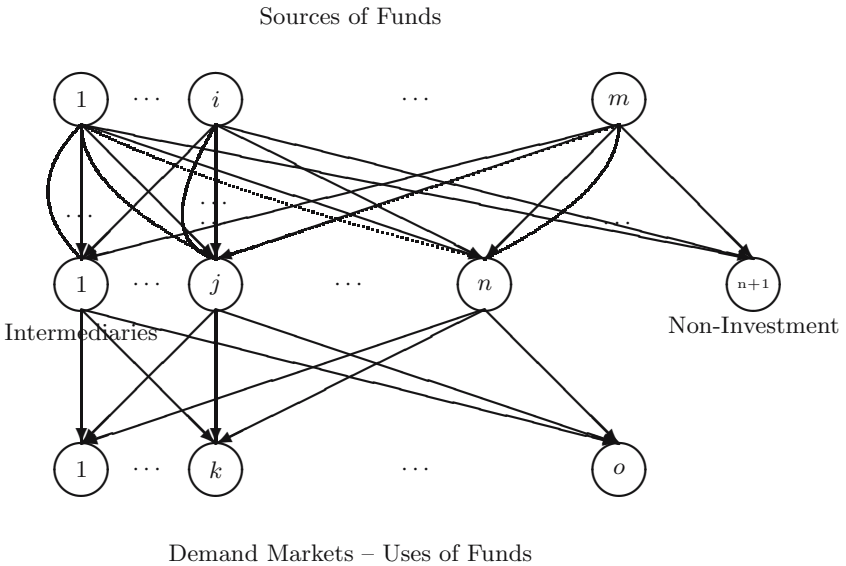 Sources of Funds
1 ··· i ··· m
···
···
··
···
1 ··· j ··· n n+1
Intermediaries
Non-Investment
1 ··· k ··· o
Demand Markets – Uses of Funds